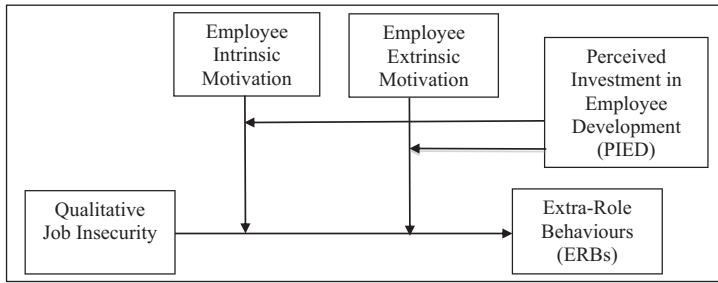 Employee
Intrinsic
Motivation
Employee
Extrinsic
Motivation
Perceived
Investment in
Employee
Development
(PIED)
Qualitative
Job Insecurity
Extra-Role
Behaviours
(ERBs)